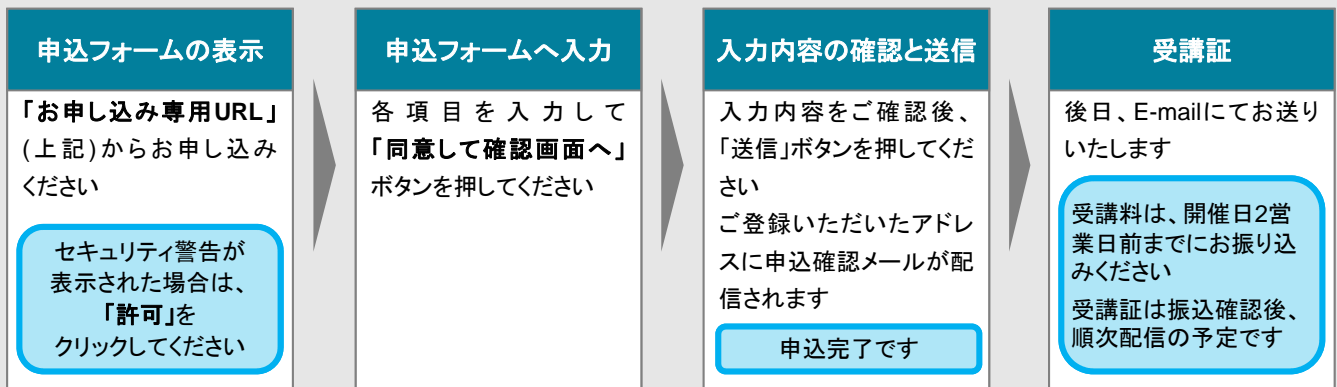 申込フォームの表示
「お申し込み専用URL」
(上記)からお申し込み
ください
セキュリティ警告が
表示された場合は、
「許可」を
クリックしてください
申込フォームへ入力
各項目を入力して
「同意して確認画面へ」
ボタンを押してください
入力内容の確認と送信
入力内容をご確認後、
「送信」ボタンを押してくだ
さい
ご登録いただいたアドレ
スに申込確認メールが配
信されます
申込完了です
受講証
後日、E-mailにてお送り
いたします
受講料は、開催日2営
業日前までにお振り込
みください
受講証は振込確認後、
順次配信の予定です